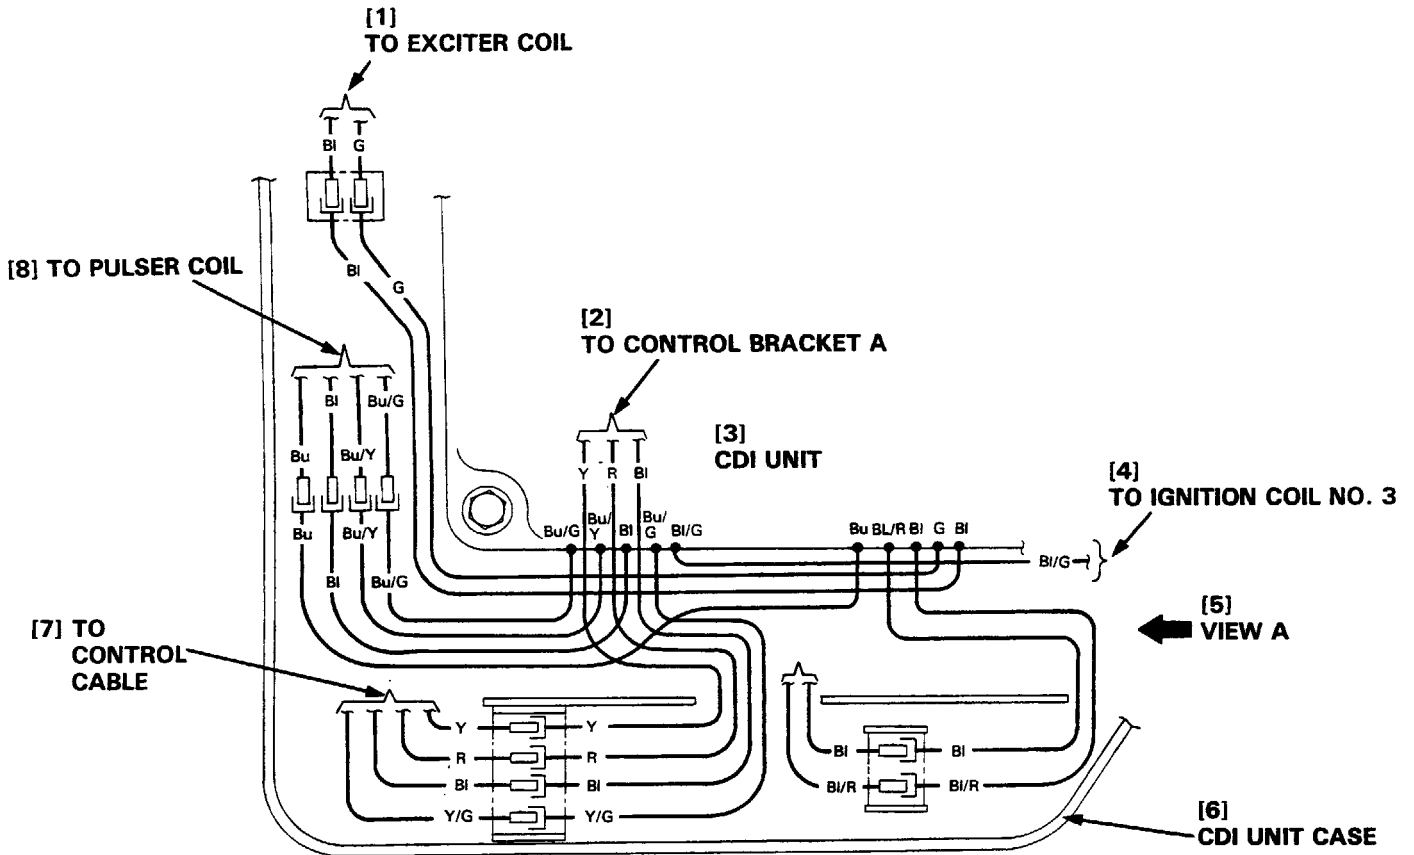 [1]
TO EXCITER COIL
Bl G
Bl
G
[8] TO PULSER COIL
[2]
TO CONTROL BRACKET A
Bl Bu/G
Bu Bu/Y
Y R Bl
[3]
CDI UNIT
[4]
TO IGNITION COIL NO. 3
Bu Bu/Y
Bl Bu/G
Bu/G Bu/Y Bl Bu/G Bl/G
Bu BL/R Bl G Bl
Bl/G
[5]
VIEW A
[7] TO
CONTROL
CABLE
Y Y
R R
Bl Bl
Y/G Y/G
Bl Bl
Bl/R Bl/R
[6]
CDI UNIT CASE